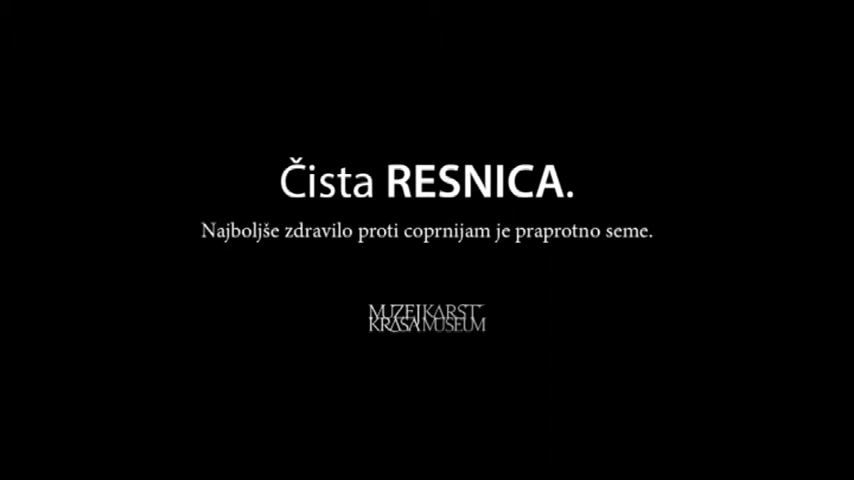 Čista RESNICA.
Najboljše zdravilo proti coprnijam je praprotno seme.
MUZEJ KARST
KRASA MUSEUM